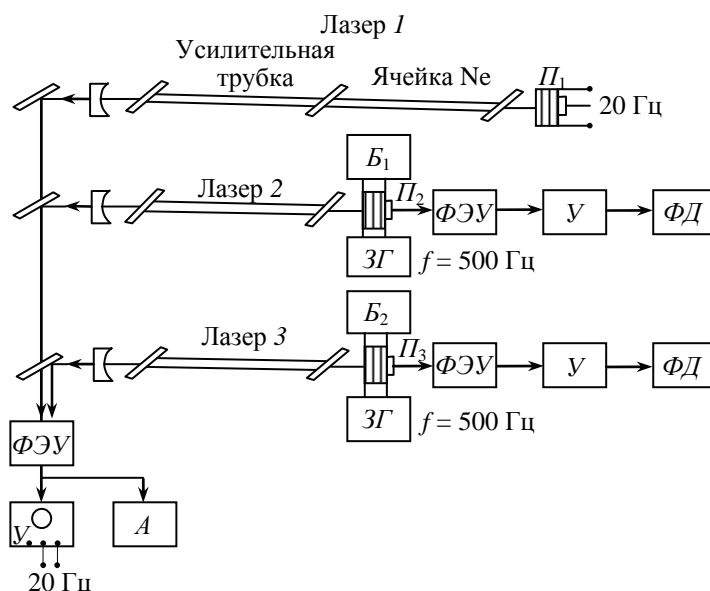 Лазер 1
Усилительная
трубка
Ячейка Ne
П₁
20 Гц
Б₁
Лазер 2
П₂
ФЭУ
У
ФД
ЗГ
f = 500 Гц
Б₂
Лазер 3
П₃
ФЭУ
У
ФД
ЗГ
f = 500 Гц
ФЭУ
У
А
20 Гц